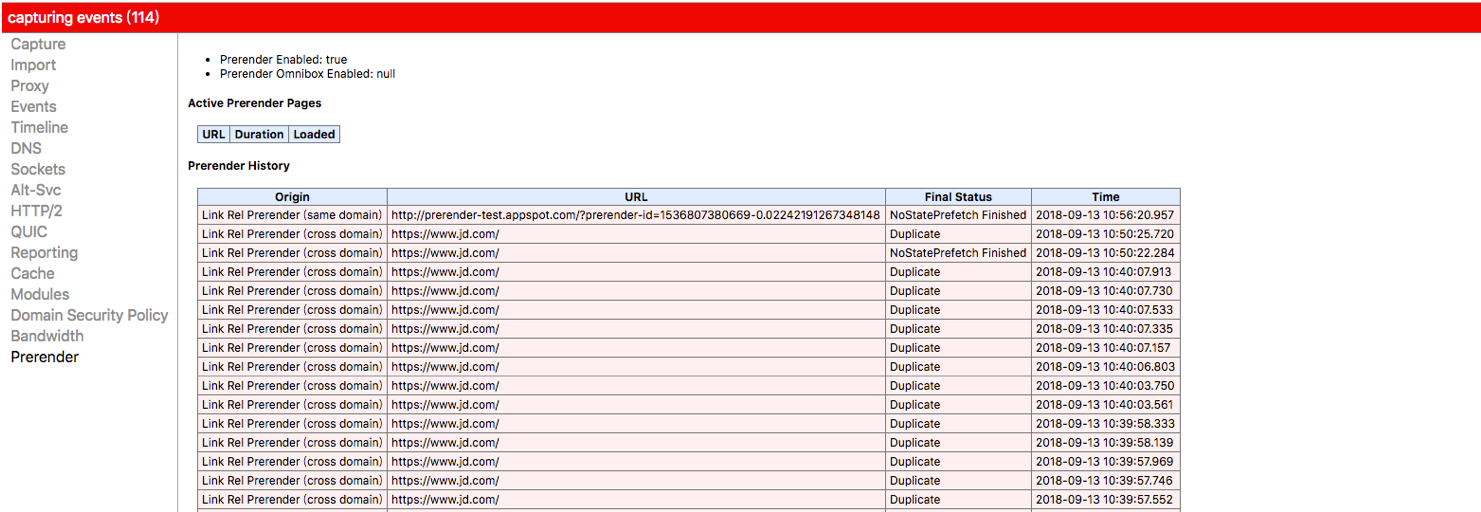 capturing events (114)
Capture
Import
Proxy
Events
Timeline
DNS
Sockets
Alt-Svc
HTTP/2
QUIC
Reporting
Cache
Modules
Domain Security Policy
Bandwidth
Prerender
Prerender Enabled: true
Prerender Omnibox Enabled: null
Active Prerender Pages
URL Duration Loaded
Prerender History
Origin URL Final Status Time
Link Rel Prerender (same domain) http://prerender-test.appspot.com/?prerender-id=1536807380669-0.02242191267348148 NoStatePrefetch Finished 2018-09-13 10:56:20.957
Link Rel Prerender (cross domain) https://www.jd.com/ Duplicate 2018-09-13 10:50:25.720
Link Rel Prerender (cross domain) https://www.jd.com/ NoStatePrefetch Finished 2018-09-13 10:50:22.284
Link Rel Prerender (cross domain) https://www.jd.com/ Duplicate 2018-09-13 10:40:07.913
Link Rel Prerender (cross domain) https://www.jd.com/ Duplicate 2018-09-13 10:40:07.730
Link Rel Prerender (cross domain) https://www.jd.com/ Duplicate 2018-09-13 10:40:07.533
Link Rel Prerender (cross domain) https://www.jd.com/ Duplicate 2018-09-13 10:40:07.335
Link Rel Prerender (cross domain) https://www.jd.com/ Duplicate 2018-09-13 10:40:07.157
Link Rel Prerender (cross domain) https://www.jd.com/ Duplicate 2018-09-13 10:40:06.803
Link Rel Prerender (cross domain) https://www.jd.com/ Duplicate 2018-09-13 10:40:03.750
Link Rel Prerender (cross domain) https://www.jd.com/ Duplicate 2018-09-13 10:40:03.561
Link Rel Prerender (cross domain) https://www.jd.com/ Duplicate 2018-09-13 10:39:58.333
Link Rel Prerender (cross domain) https://www.jd.com/ Duplicate 2018-09-13 10:39:58.139
Link Rel Prerender (cross domain) https://www.jd.com/ Duplicate 2018-09-13 10:39:57.969
Link Rel Prerender (cross domain) https://www.jd.com/ Duplicate 2018-09-13 10:39:57.746
Link Rel Prerender (cross domain) https://www.jd.com/ Duplicate 2018-09-13 10:39:57.552